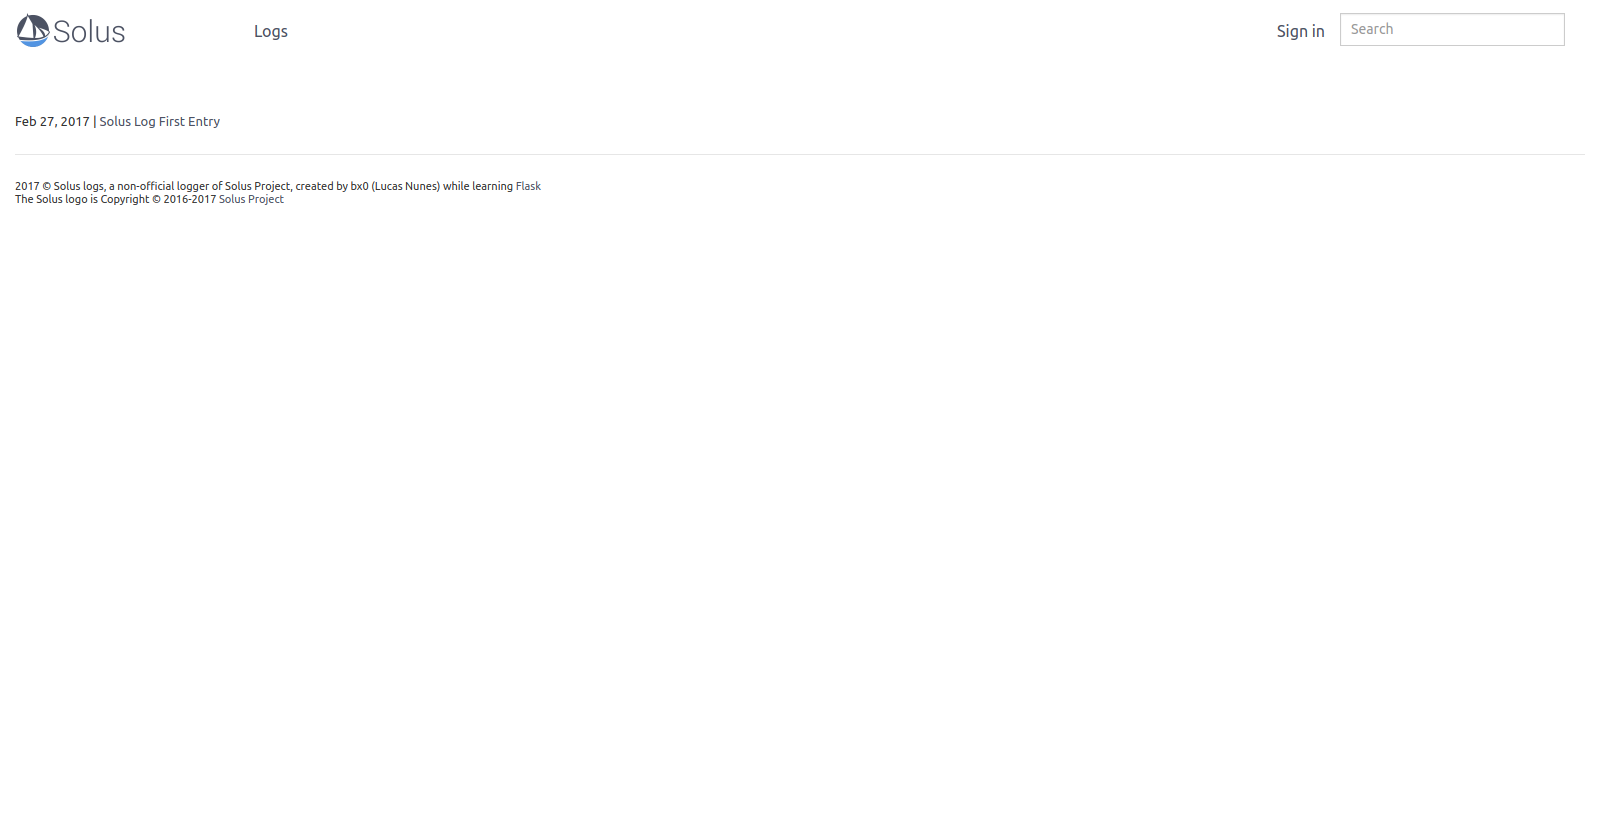 Solus
Logs
Sign in
Search
Feb 27, 2017 | Solus Log First Entry
2017 © Solus logs, a non-official logger of Solus Project, created by bx0 (Lucas Nunes) while learning Flask
The Solus logo is Copyright © 2016-2017 Solus Project